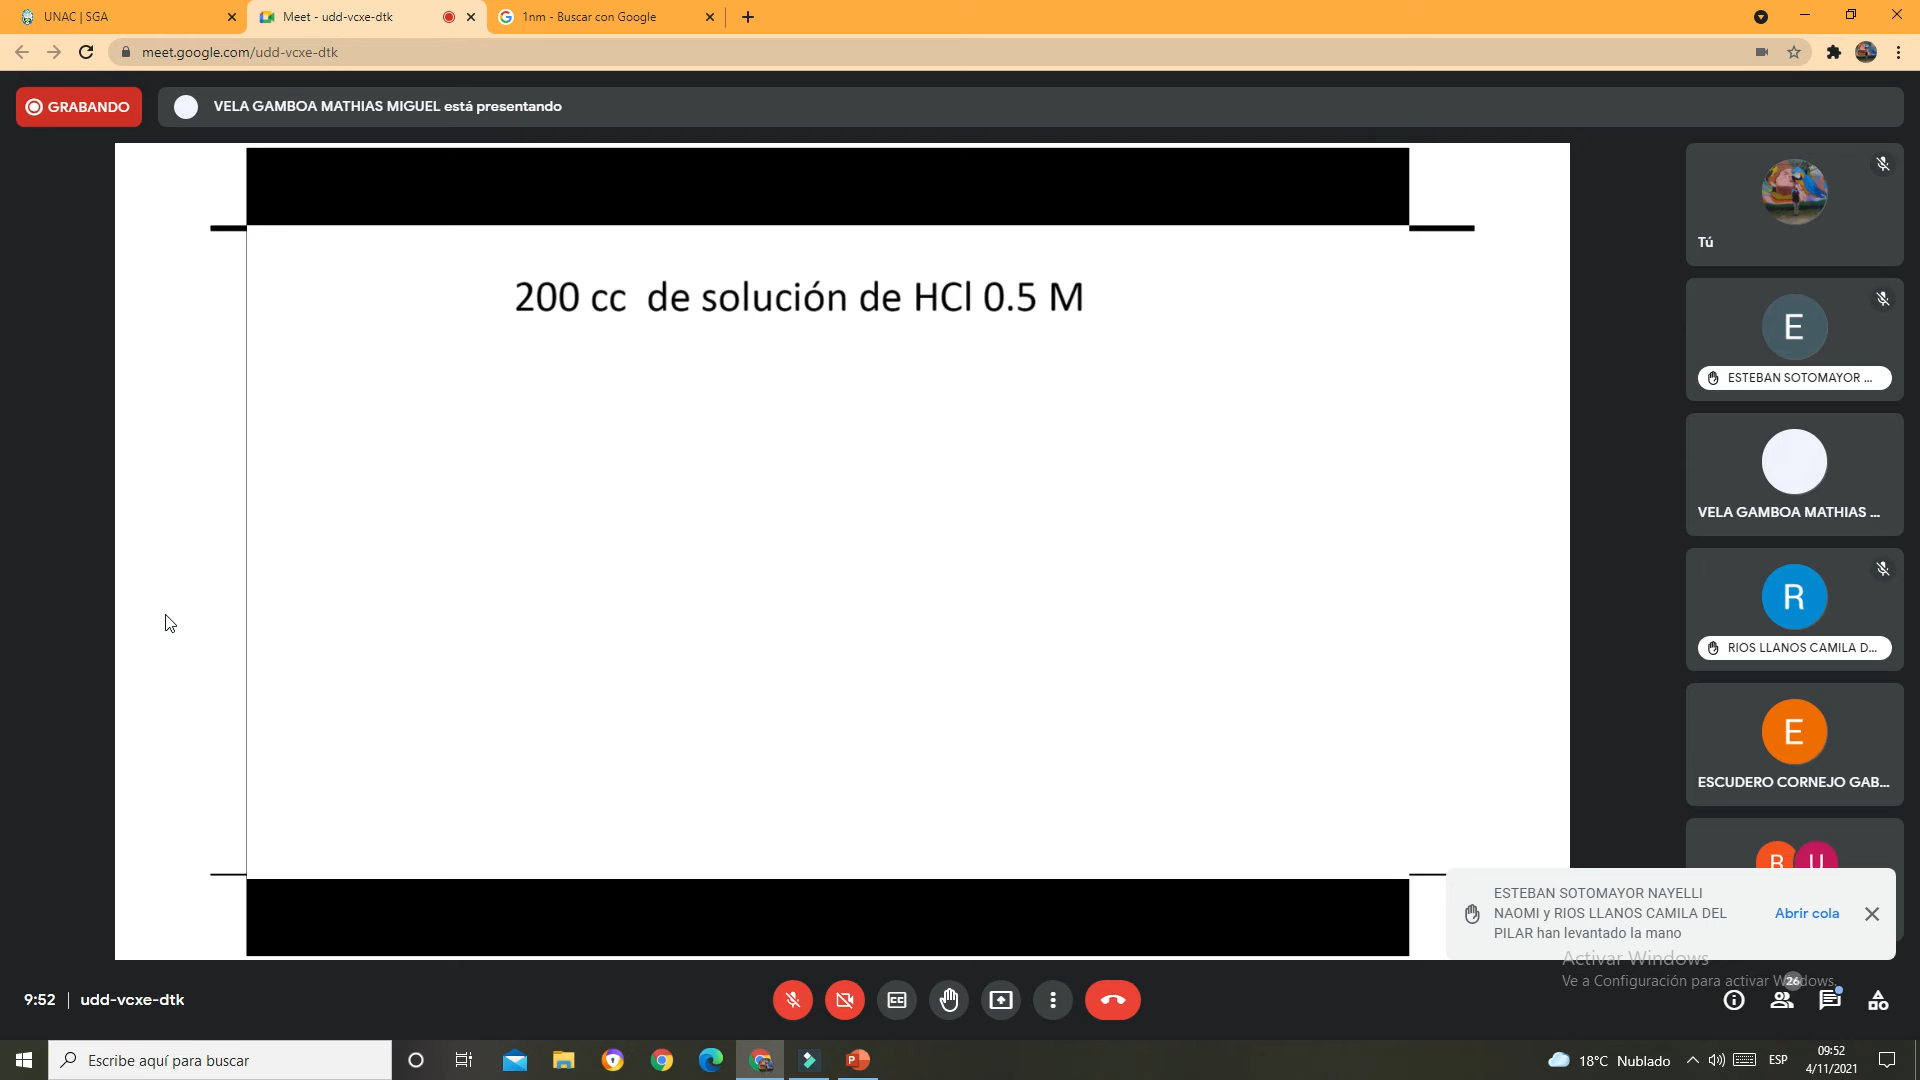 UNAC | SGA
Meet - udd-vcxe-dtk
1nm - Buscar con Google
meet.google.com/udd-vcxe-dtk
GRABANDO
VELA GAMBOA MATHIAS MIGUEL está presentando
200 cc de solución de HCl 0.5 M
Tú
E
ESTEBAN SOTOMAYOR ...
VELA GAMBOA MATHIAS ...
R
RIOS LLANOS CAMILA D...
E
ESCUDERO CORNEJO GAB...
R U
ESTEBAN SOTOMAYOR NAYELLI
NAOMI y RIOS LLANOS CAMILA DEL
PILAR han levantado la mano
Abrir cola
Activar Windows
Ve a Configuración para activar Windows.
26
9:52 | udd-vcxe-dtk
Escribe aquí para buscar
18°C Nublado
ESP
09:52
4/11/2021